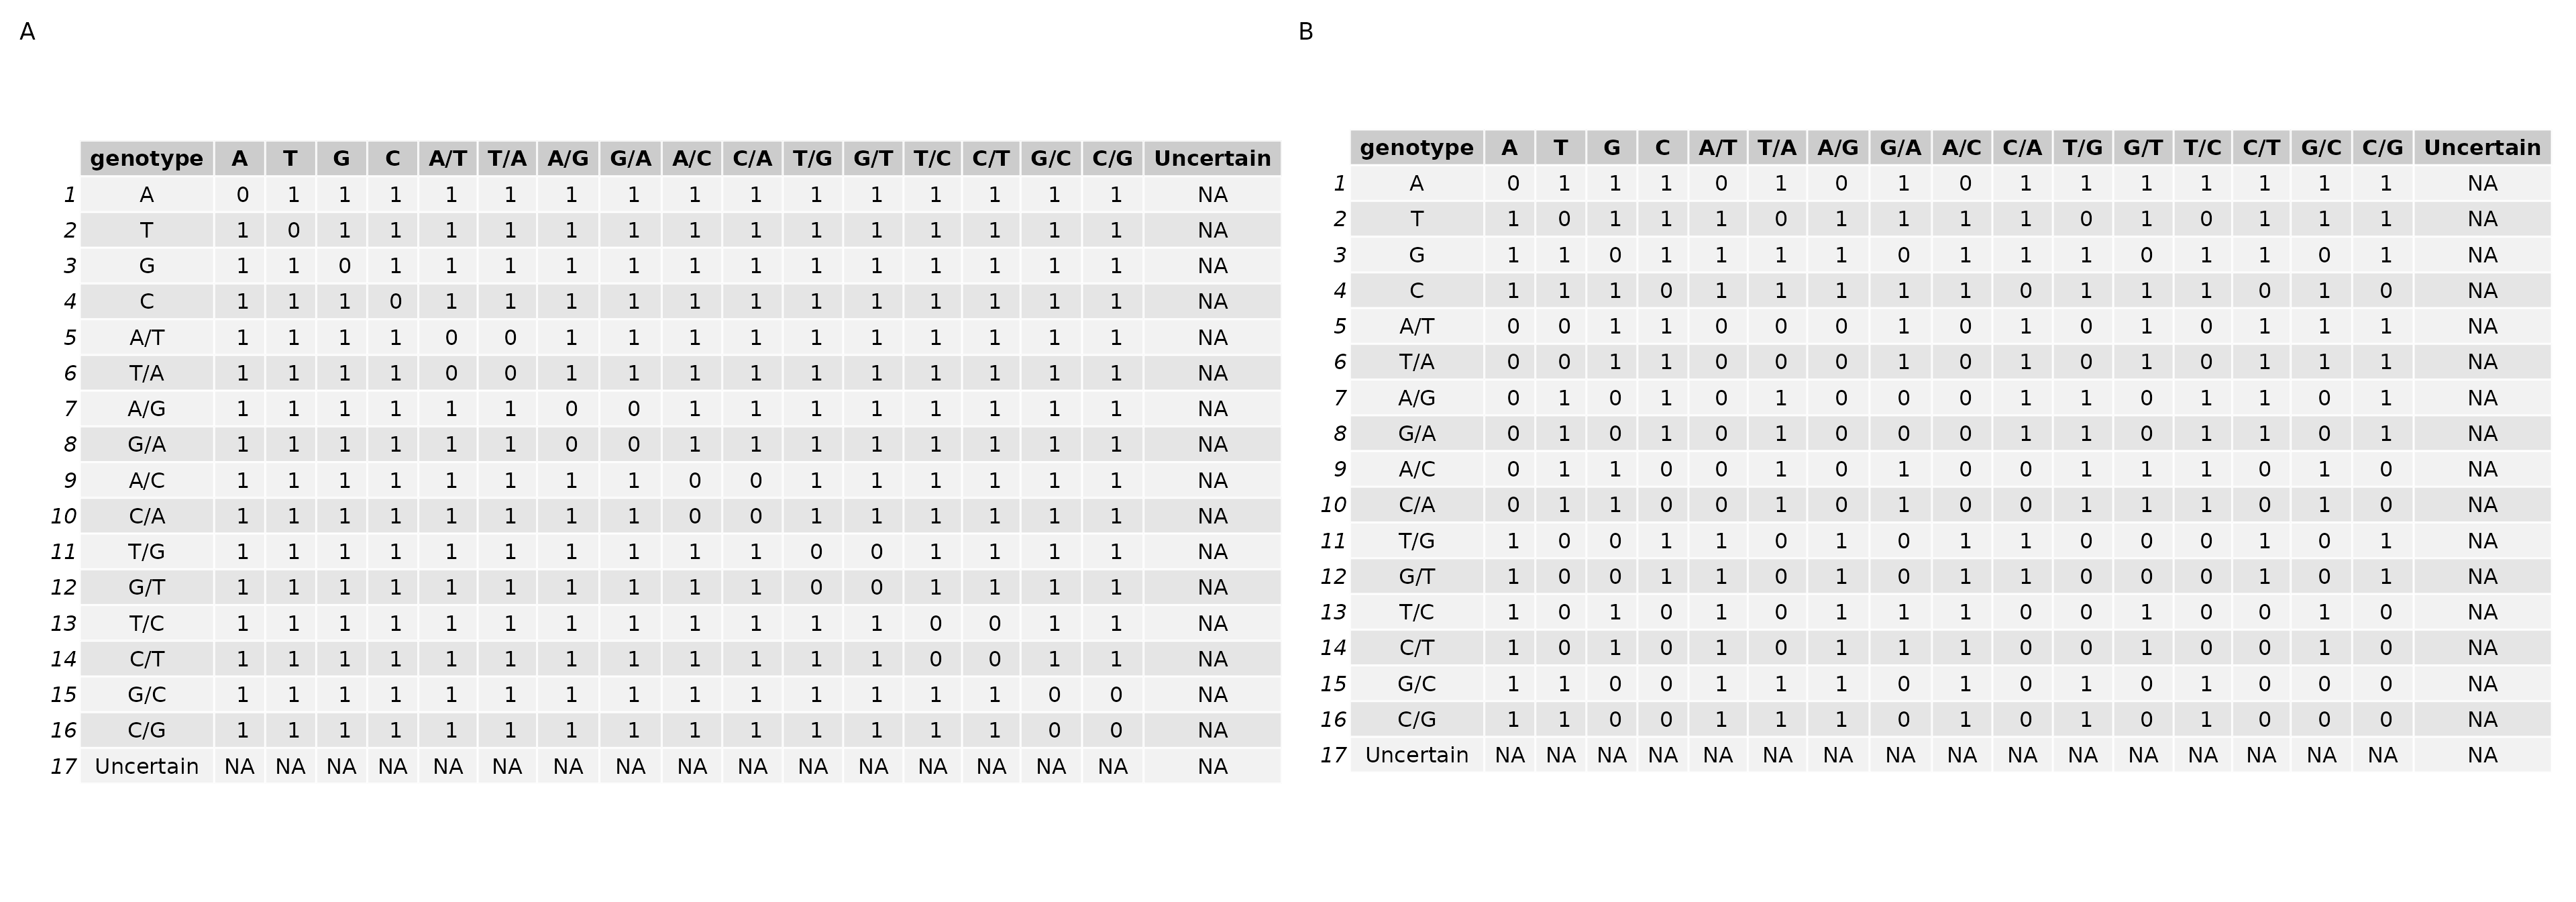 A
genotype A T G C A/T T/A A/G G/A A/C C/A T/G G/T T/C C/T G/C C/G Uncertain
1 A 0 1 1 1 1 1 1 1 1 1 1 1 1 1 1 1 NA
2 T 1 0 1 1 1 1 1 1 1 1 1 1 1 1 1 1 NA
3 G 1 1 0 1 1 1 1 1 1 1 1 1 1 1 1 1 NA
4 C 1 1 1 0 1 1 1 1 1 1 1 1 1 1 1 1 NA
5 A/T 1 1 1 1 0 0 1 1 1 1 1 1 1 1 1 1 NA
6 T/A 1 1 1 1 0 0 1 1 1 1 1 1 1 1 1 1 NA
7 A/G 1 1 1 1 1 1 0 0 1 1 1 1 1 1 1 1 NA
8 G/A 1 1 1 1 1 1 0 0 1 1 1 1 1 1 1 1 NA
9 A/C 1 1 1 1 1 1 1 1 0 0 1 1 1 1 1 1 NA
10 C/A 1 1 1 1 1 1 1 1 0 0 1 1 1 1 1 1 NA
11 T/G 1 1 1 1 1 1 1 1 1 1 0 0 1 1 1 1 NA
12 G/T 1 1 1 1 1 1 1 1 1 1 0 0 1 1 1 1 NA
13 T/C 1 1 1 1 1 1 1 1 1 1 1 1 0 0 1 1 NA
14 C/T 1 1 1 1 1 1 1 1 1 1 1 1 0 0 1 1 NA
15 G/C 1 1 1 1 1 1 1 1 1 1 1 1 1 1 0 0 NA
16 C/G 1 1 1 1 1 1 1 1 1 1 1 1 1 1 0 0 NA
17 Uncertain NA NA NA NA NA NA NA NA NA NA NA NA NA NA NA NA NA
B
genotype A T G C A/T T/A A/G G/A A/C C/A T/G G/T T/C C/T G/C C/G Uncertain
1 A 0 1 1 1 0 1 0 1 0 1 1 1 1 1 1 1 NA
2 T 1 0 1 1 1 0 1 1 1 1 0 1 0 1 1 1 NA
3 G 1 1 0 1 1 1 1 0 1 1 1 0 1 1 0 1 NA
4 C 1 1 1 0 1 1 1 1 1 0 1 1 1 0 1 0 NA
5 A/T 0 0 1 1 0 0 0 1 0 1 0 1 0 1 1 1 NA
6 T/A 0 0 1 1 0 0 0 1 0 1 0 1 0 1 1 1 NA
7 A/G 0 1 0 1 0 1 0 0 0 1 1 0 1 1 0 1 NA
8 G/A 0 1 0 1 0 1 0 0 0 1 1 0 1 1 0 1 NA
9 A/C 0 1 1 0 0 1 0 1 0 0 1 1 1 0 1 0 NA
10 C/A 0 1 1 0 0 1 0 1 0 0 1 1 1 0 1 0 NA
11 T/G 1 0 0 1 1 0 1 0 1 1 0 0 0 1 0 1 NA
12 G/T 1 0 0 1 1 0 1 0 1 1 0 0 0 1 0 1 NA
13 T/C 1 0 1 0 1 0 1 1 1 0 0 1 0 0 1 0 NA
14 C/T 1 0 1 0 1 0 1 1 1 0 0 1 0 0 1 0 NA
15 G/C 1 1 0 0 1 1 1 0 1 0 1 0 1 0 0 0 NA
16 C/G 1 1 0 0 1 1 1 0 1 0 1 0 1 0 0 0 NA
17 Uncertain NA NA NA NA NA NA NA NA NA NA NA NA NA NA NA NA NA